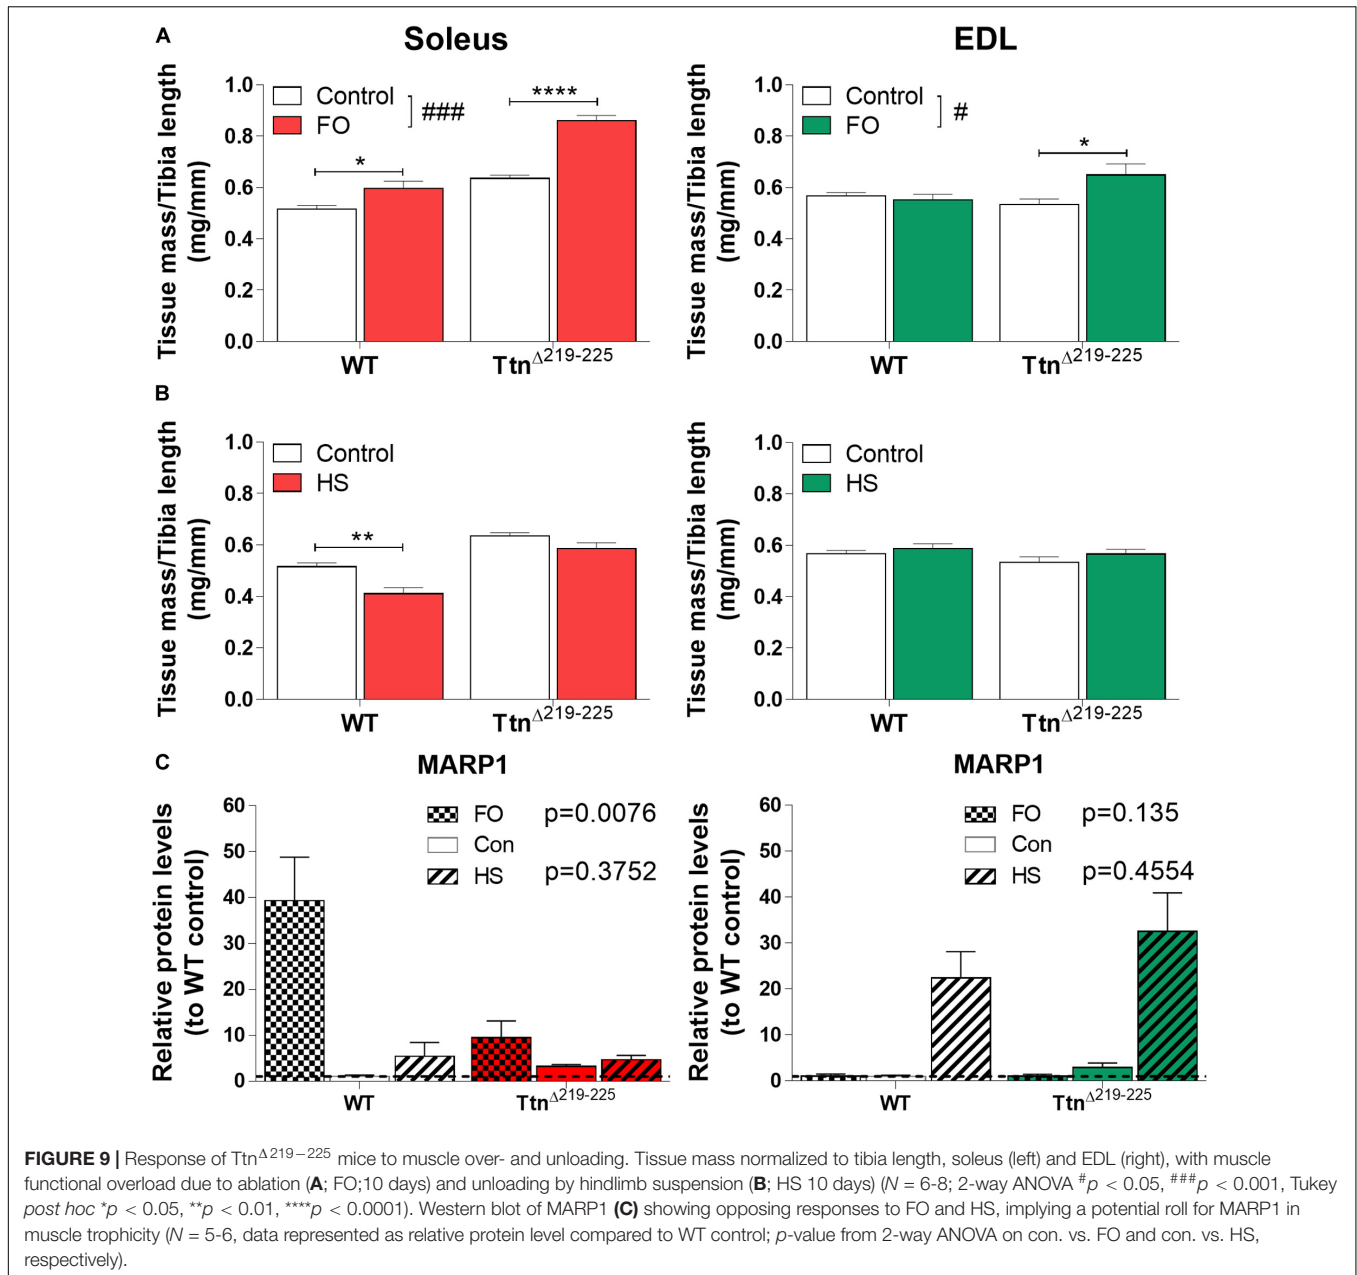 A
Soleus
EDL
Tissue mass/Tibia length
(mg/mm)
1.0
0.8
0.6
0.4
0.2
0.0
Control
FO
###
*
****
WT
Ttn^Δ219-225
Tissue mass/Tibia length
(mg/mm)
1.0
0.8
0.6
0.4
0.2
0.0
Control
FO
#
*
WT
Ttn^Δ219-225
B
Tissue mass/Tibia length
(mg/mm)
1.0
0.8
0.6
0.4
0.2
0.0
Control
HS
**
WT
Ttn^Δ219-225
Tissue mass/Tibia length
(mg/mm)
1.0
0.8
0.6
0.4
0.2
0.0
Control
HS
WT
Ttn^Δ219-225
C
MARP1
Relative protein levels
(to WT control)
60
50
40
30
20
10
0
FO p=0.0076
Con
HS p=0.3752
WT
Ttn^Δ219-225
MARP1
Relative protein levels
(to WT control)
60
50
40
30
20
10
0
FO p=0.135
Con
HS p=0.4554
WT
Ttn^Δ219-225
FIGURE 9 | Response of Ttn^Δ219−225 mice to muscle over- and unloading. Tissue mass normalized to tibia length, soleus (left) and EDL (right), with muscle
functional overload due to ablation (A; FO;10 days) and unloading by hindlimb suspension (B; HS 10 days) (N = 6-8; 2-way ANOVA #p < 0.05, ###p < 0.001, Tukey
post hoc *p < 0.05, **p < 0.01, ****p < 0.0001). Western blot of MARP1 (C) showing opposing responses to FO and HS, implying a potential roll for MARP1 in
muscle trophicity (N = 5-6, data represented as relative protein level compared to WT control; p-value from 2-way ANOVA on con. vs. FO and con. vs. HS,
respectively).